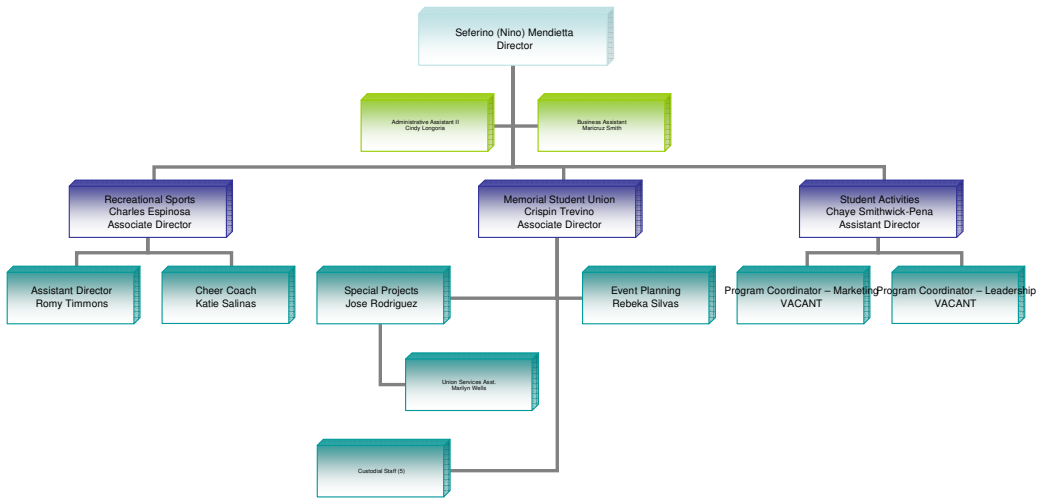 Seferino (Nino) Mendietta
Director
Administrative Assistant II
Cindy Longoria
Business Assistant
Maricruz Smith
Recreational Sports
Charles Espinosa
Associate Director
Memorial Student Union
Crispin Trevino
Associate Director
Student Activities
Chaye Smithwick-Pena
Assistant Director
Assistant Director
Romy Timmons
Cheer Coach
Katie Salinas
Special Projects
Jose Rodriguez
Event Planning
Rebeka Silvas
Program Coordinator – Marketing
VACANT
Program Coordinator – Leadership
VACANT
Union Services Asst.
Marilyn Wells
Custodial Staff (5)